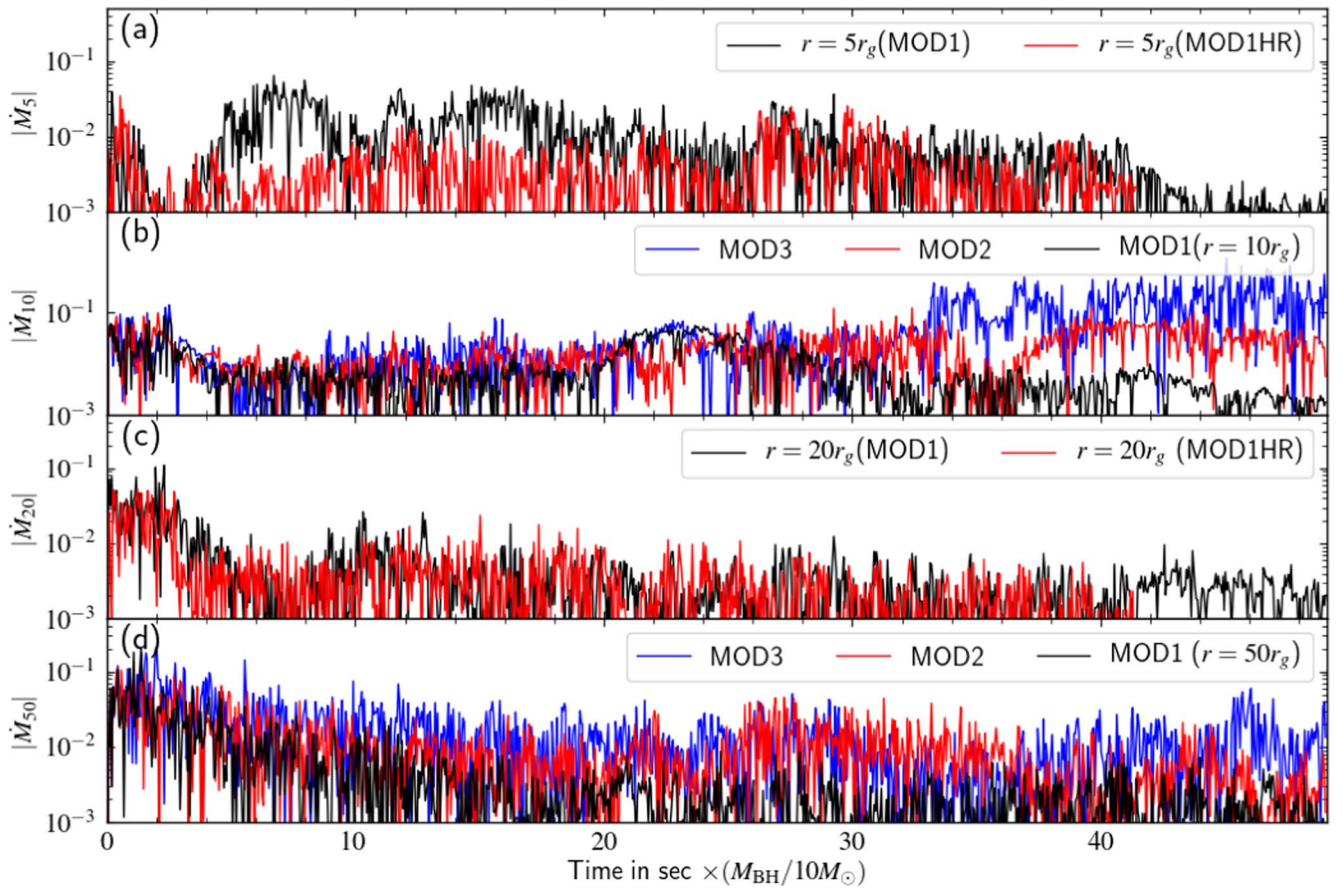 (a)
r = 5r_g(MOD1) r = 5r_g(MOD1HR)
|Ṁ_5|
10^−1
10^−2
10^−3
(b)
MOD3 MOD2 MOD1(r = 10r_g)
|Ṁ_10|
10^−1
10^−3
(c)
r = 20r_g(MOD1) r = 20r_g (MOD1HR)
|Ṁ_20|
10^−1
10^−2
10^−3
(d)
MOD3 MOD2 MOD1 (r = 50r_g)
|Ṁ_50|
10^−1
10^−2
10^−3
0 10 20 30 40
Time in sec ×(M_BH/10M_⊙)